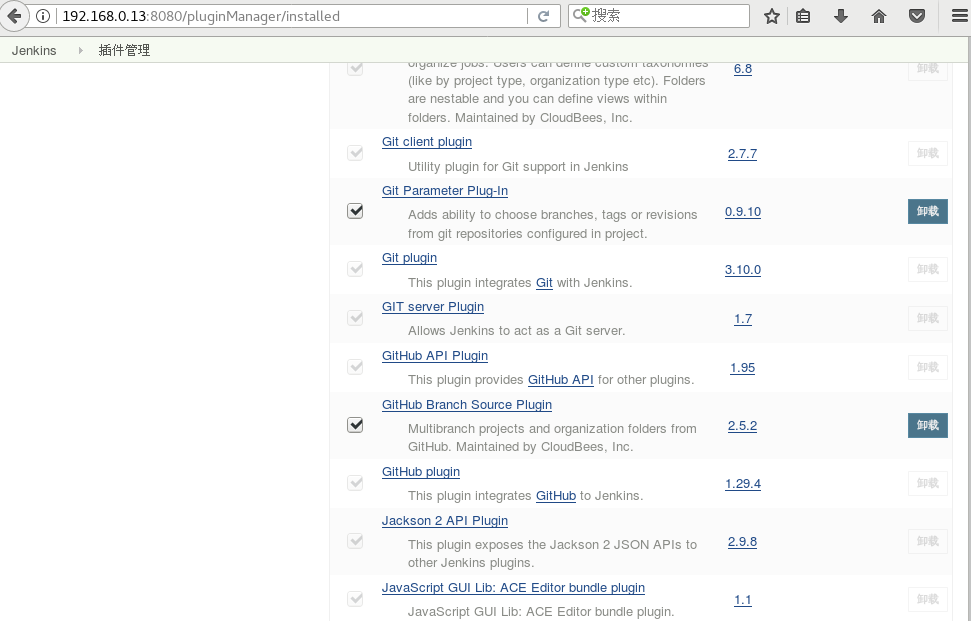 192.168.0.13:8080/pluginManager/installed
搜索
Jenkins
插件管理
organize jobs. Users can define custom taxonomies
(like by project type, organization type etc). Folders
are nestable and you can define views within
folders. Maintained by CloudBees, Inc.
6.8
卸载
Git client plugin
Utility plugin for Git support in Jenkins
2.7.7
卸载
Git Parameter Plug-In
Adds ability to choose branches, tags or revisions
from git repositories configured in project.
0.9.10
卸载
Git plugin
This plugin integrates Git with Jenkins.
3.10.0
卸载
GIT server Plugin
Allows Jenkins to act as a Git server.
1.7
卸载
GitHub API Plugin
This plugin provides GitHub API for other plugins.
1.95
卸载
GitHub Branch Source Plugin
Multibranch projects and organization folders from
GitHub. Maintained by CloudBees, Inc.
2.5.2
卸载
GitHub plugin
This plugin integrates GitHub to Jenkins.
1.29.4
卸载
Jackson 2 API Plugin
This plugin exposes the Jackson 2 JSON APIs to
other Jenkins plugins.
2.9.8
卸载
JavaScript GUI Lib: ACE Editor bundle plugin
JavaScript GUI Lib: ACE Editor bundle plugin.
1.1
卸载